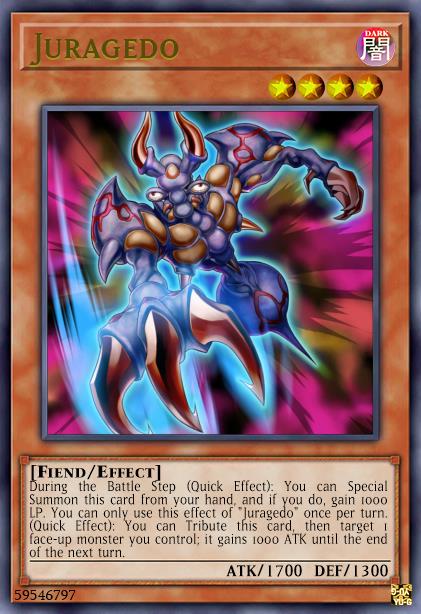 JURAGEDO
DARK
闇
[FIEND/EFFECT]
During the Battle Step (Quick Effect): You can Special
Summon this card from your hand, and if you do, gain 1000
LP. You can only use this effect of "Juragedo" once per turn.
(Quick Effect): You can Tribute this card, then target 1
face-up monster you control; it gains 1000 ATK until the end
of the next turn.
ATK/1700 DEF/1300
59546797